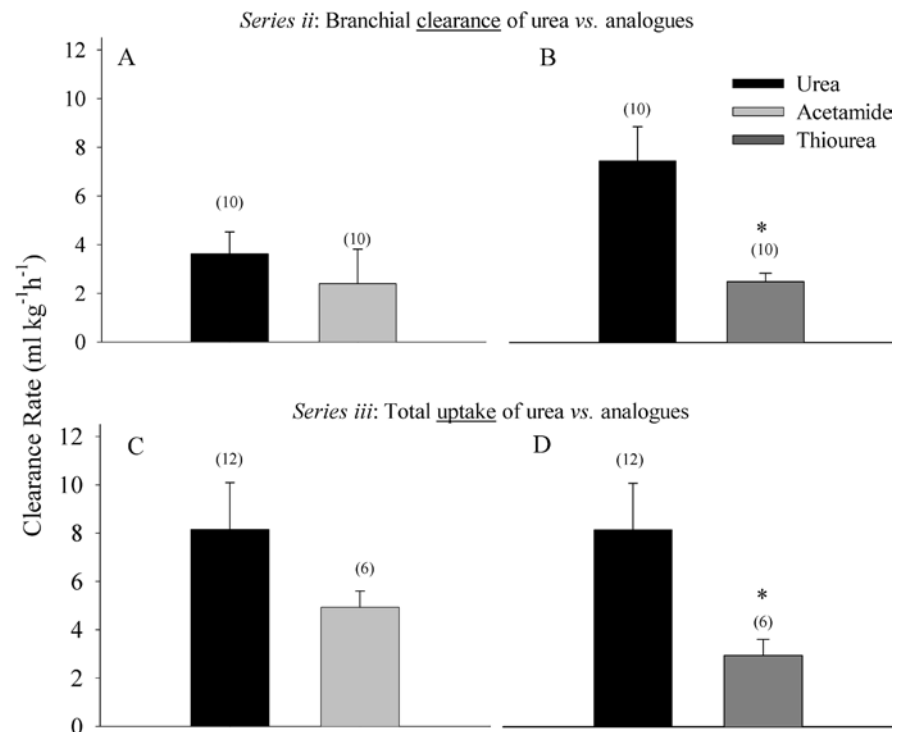 Series ii: Branchial clearance of urea vs. analogues
12
10
8
6
4
2
0
A
(10)
(10)
B
(10)
*
(10)
Urea
Acetamide
Thiourea
Clearance Rate (ml kg⁻¹h⁻¹)
Series iii: Total uptake of urea vs. analogues
12
10
8
6
4
2
0
C
(12)
(6)
D
(12)
*
(6)